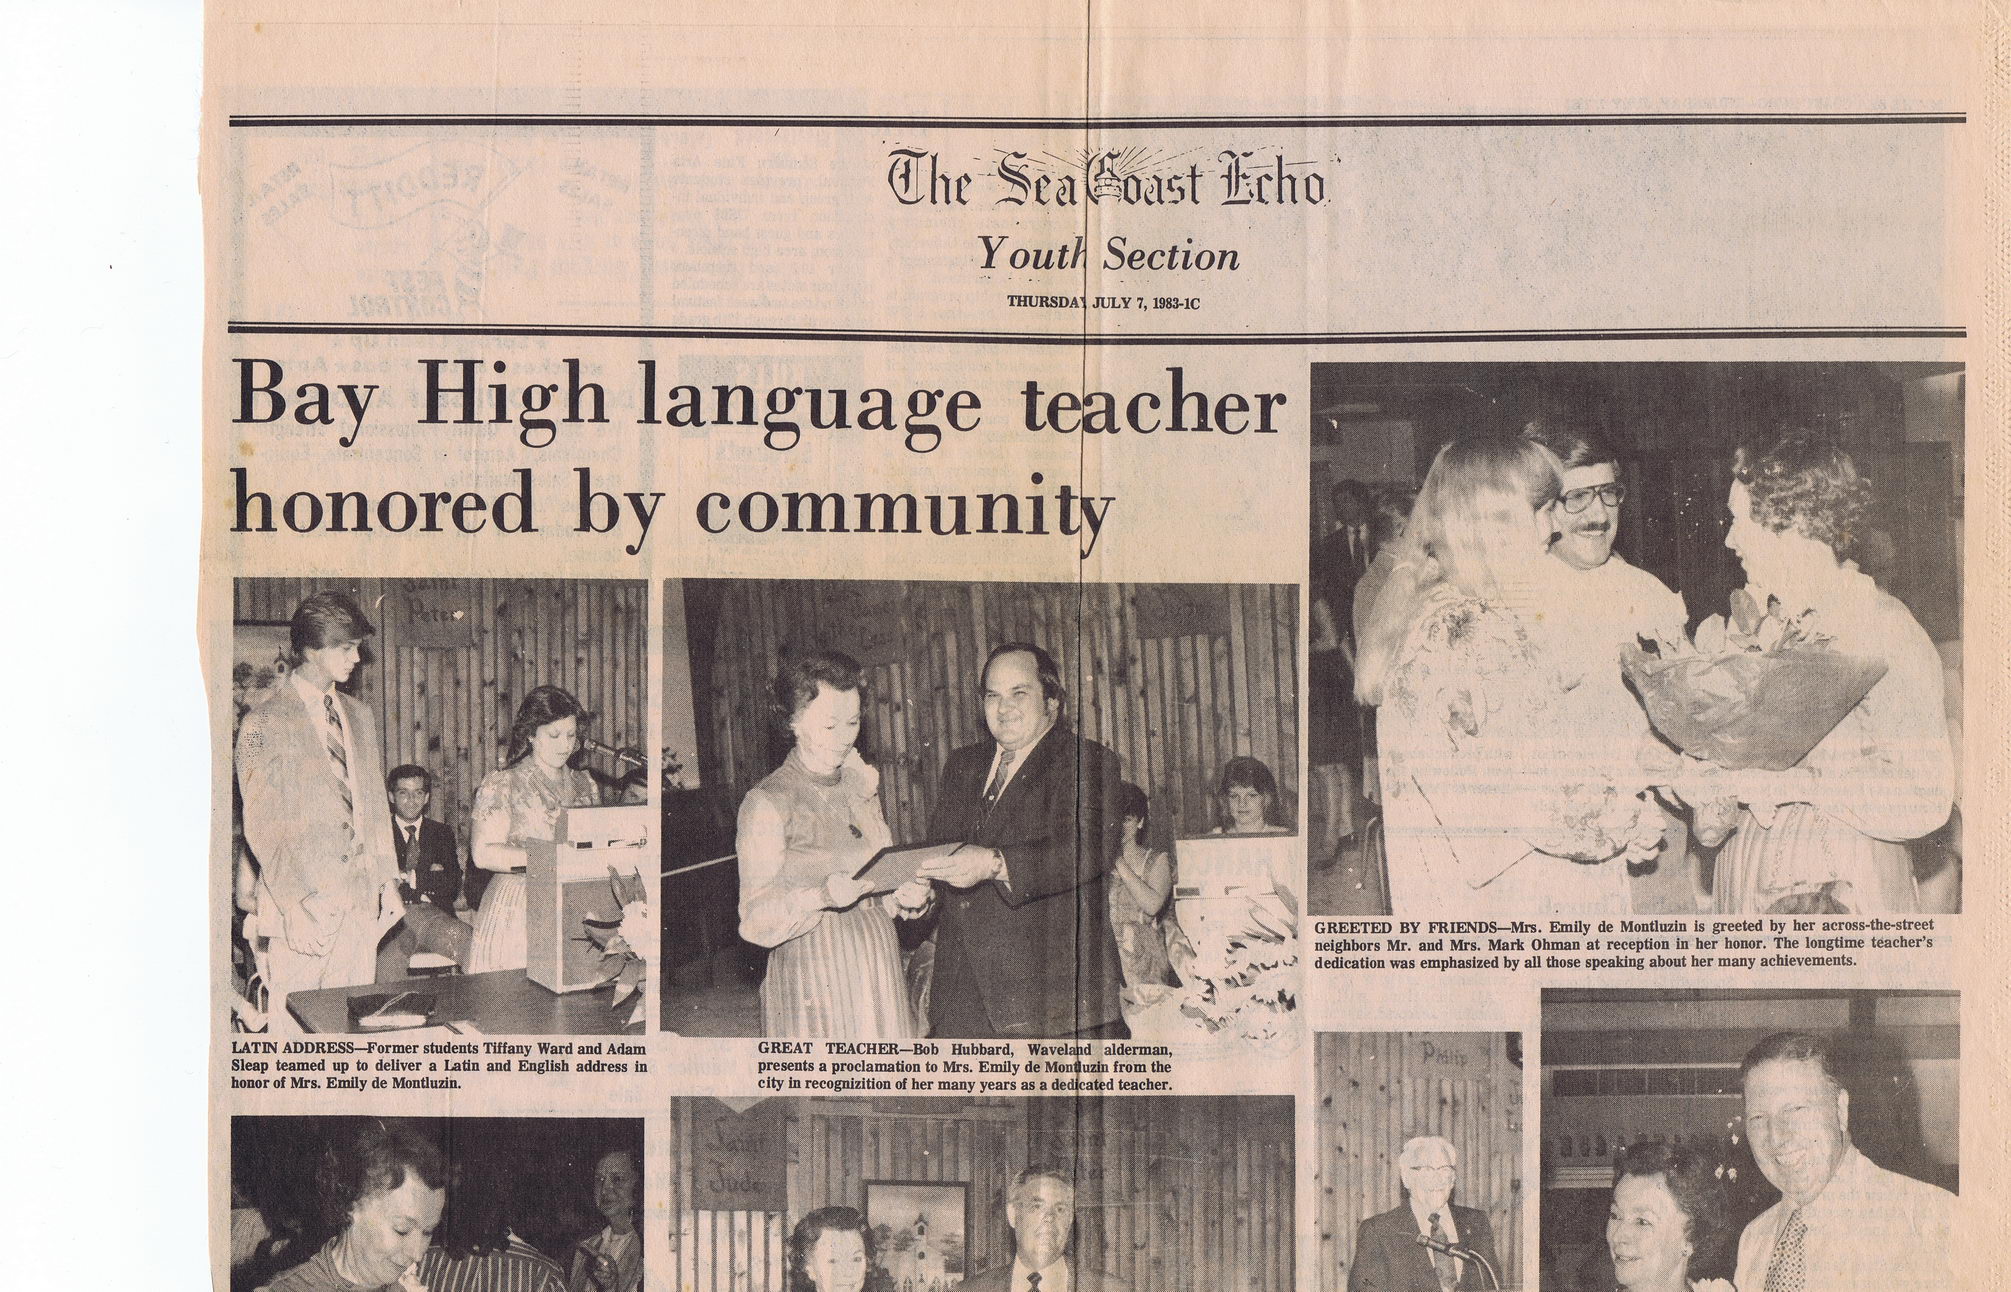 The Sea Coast Echo
Youth Section
THURSDAY JULY 7, 1983-1C
Bay High language teacher
honored by community
Saint
Peter
LATIN ADDRESS—Former students Tiffany Ward and Adam
Sleap teamed up to deliver a Latin and English address in
honor of Mrs. Emily de Montluzin.
GREAT TEACHER—Bob Hubbard, Waveland alderman,
presents a proclamation to Mrs. Emily de Montluzin from the
city in recognizition of her many years as a dedicated teacher.
GREETED BY FRIENDS—Mrs. Emily de Montluzin is greeted by her across-the-street
neighbors Mr. and Mrs. Mark Ohman at reception in her honor. The longtime teacher's
dedication was emphasized by all those speaking about her many achievements.
Saint
Jude
Philip